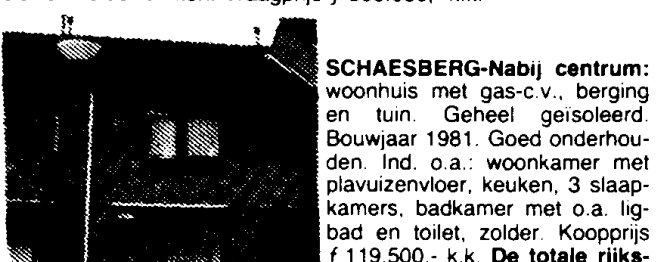 SCHAESBERG-Nabij centrum:
woonhuis met gas-c.v., berging
en tuin. Geheel geïsoleerd.
Bouwjaar 1981. Goed onderhou-
den. Ind. o.a.: woonkamer met
plavuizenvloer, keuken, 3 slaap-
kamers, badkamer met o.a. lig-
bad en toilet, zolder. Koopprijs
ƒ 119.500,- k.k. De totale rijks-